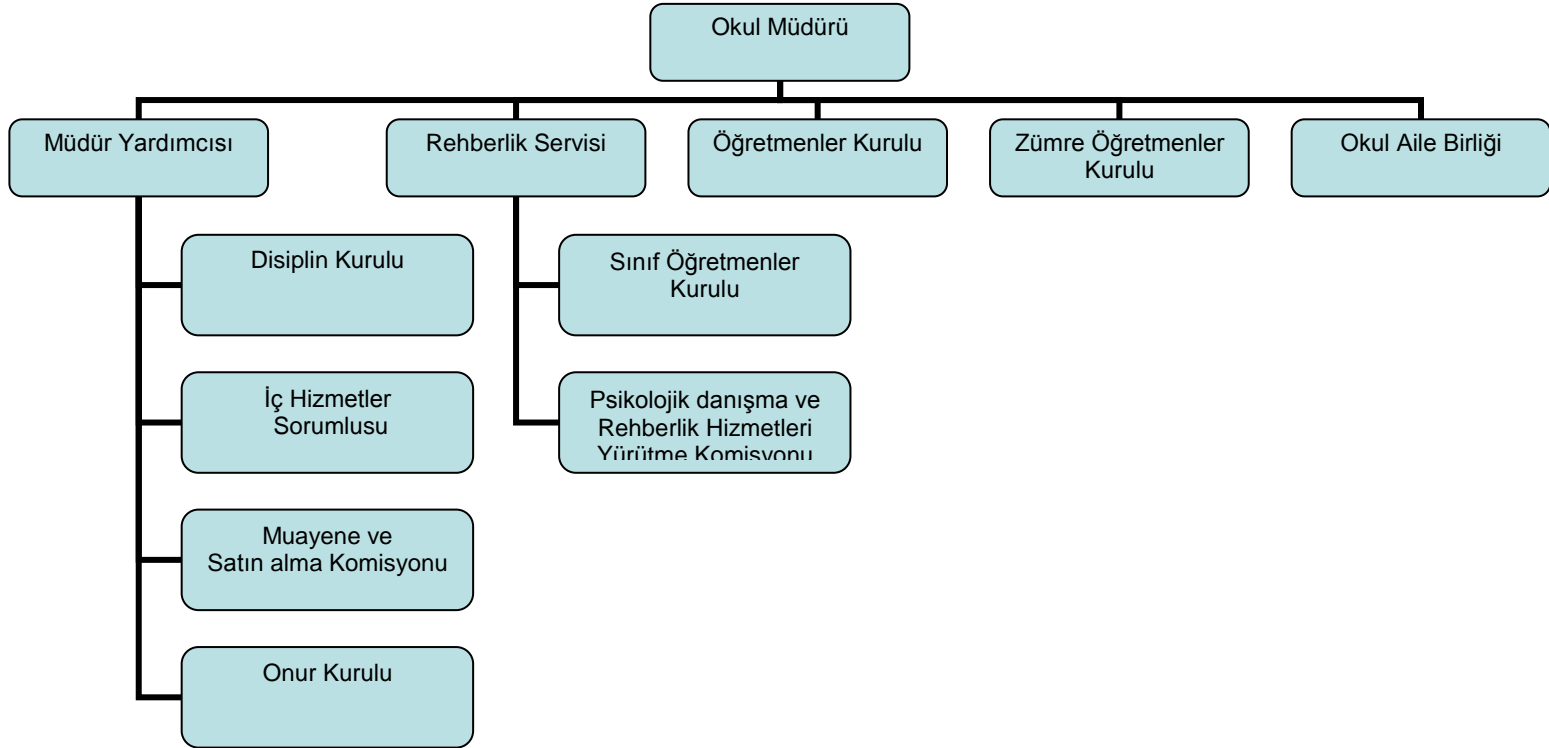 Okul Müdürü
Müdür Yardımcısı
Rehberlik Servisi
Öğretmenler Kurulu
Zümre Öğretmenler
Kurulu
Okul Aile Birliği
Disiplin Kurulu
Sınıf Öğretmenler
Kurulu
İç Hizmetler
Sorumlusu
Psikolojik danışma ve
Rehberlik Hizmetleri
Yürütme Komisyonu
Muayene ve
Satın alma Komisyonu
Onur Kurulu